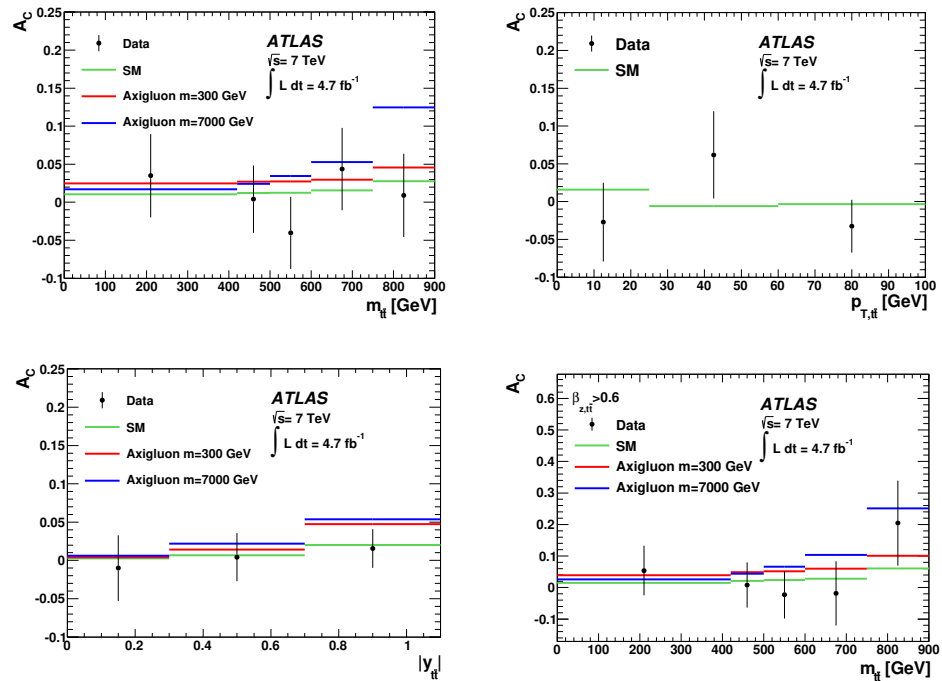 A_C
0.25
0.2
0.15
0.1
0.05
0
-0.05
-0.1
Data
SM
Axigluon m=300 GeV
Axigluon m=7000 GeV
ATLAS
√s= 7 TeV
∫ L dt = 4.7 fb⁻¹
0 100 200 300 400 500 600 700 800 900
m_tt̄ [GeV]
A_C
0.25
0.2
0.15
0.1
0.05
0
-0.05
-0.1
Data
SM
ATLAS
√s= 7 TeV
∫ L dt = 4.7 fb⁻¹
0 10 20 30 40 50 60 70 80 90 100
p_T,tt̄ [GeV]
A_C
0.25
0.2
0.15
0.1
0.05
0
-0.05
-0.1
Data
SM
Axigluon m=300 GeV
Axigluon m=7000 GeV
ATLAS
√s= 7 TeV
∫ L dt = 4.7 fb⁻¹
0 0.2 0.4 0.6 0.8 1
|y_tt̄|
A_C
0.6
0.4
0.3
0.2
0.1
0
-0.1
β_z,tt̄>0.6
Data
SM
Axigluon m=300 GeV
Axigluon m=7000 GeV
ATLAS
√s= 7 TeV
∫ L dt = 4.7 fb⁻¹
0 100 200 300 400 500 600 700 800 900
m_tt̄ [GeV]